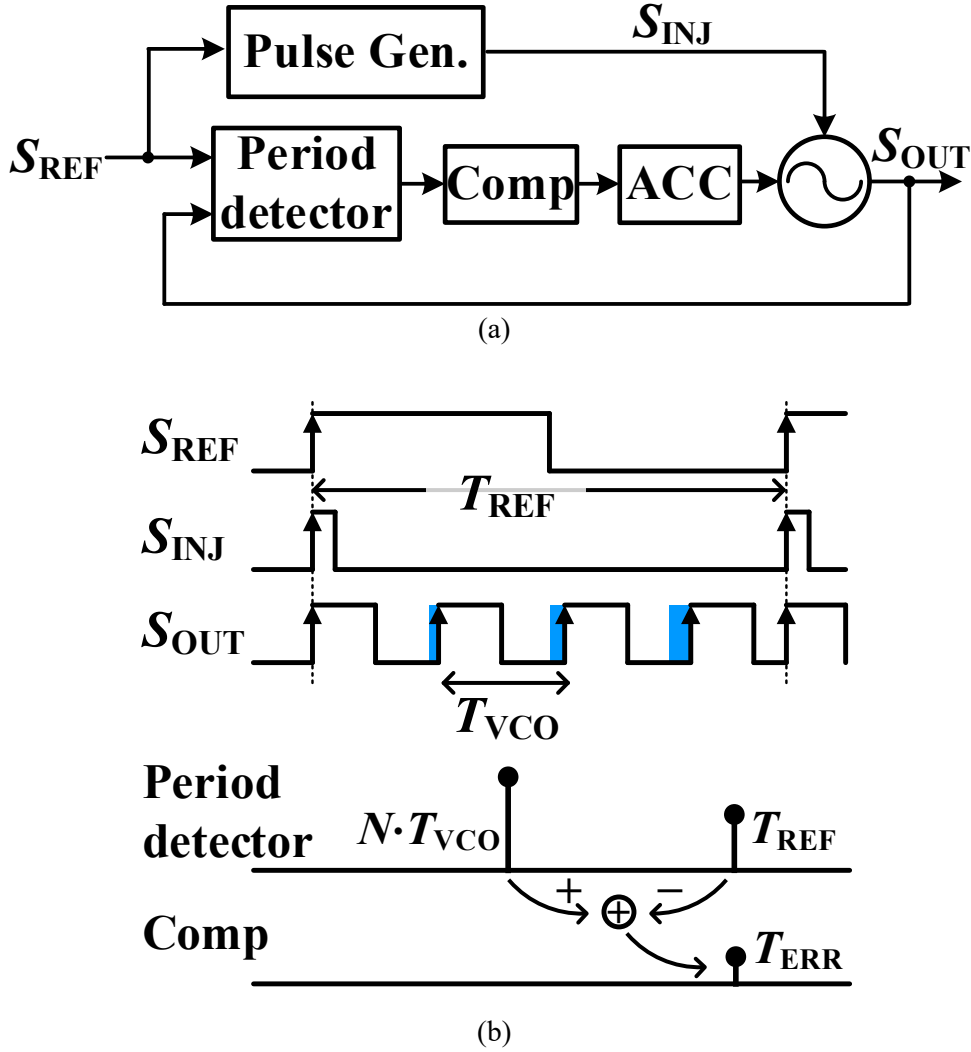 S_INJ
Pulse Gen.
S_REF
Period
detector
Comp
ACC
S_OUT
(a)
S_REF
T_REF
S_INJ
S_OUT
T_VCO
Period
detector
N·T_VCO
T_REF
+
−
+
Comp
T_ERR
(b)